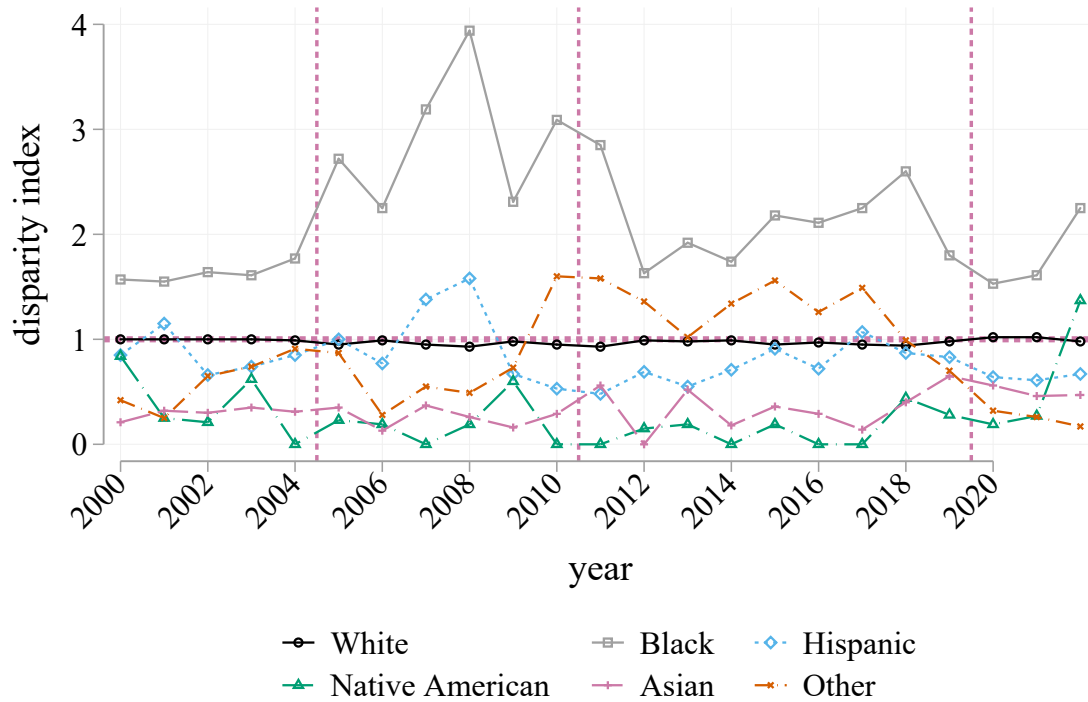 4
3
2
1
0
disparity index
2000 2002 2004 2006 2008 2010 2012 2014 2016 2018 2020
year
White Black Hispanic
Native American Asian Other